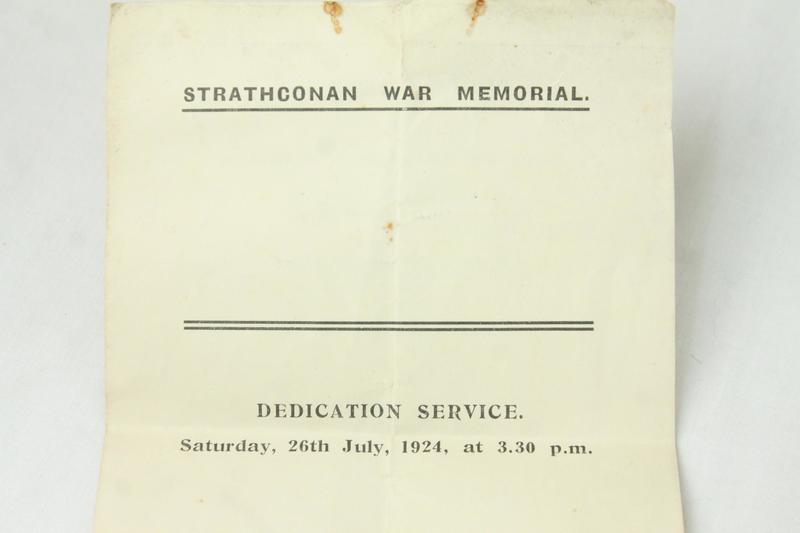 STRATHCONAN WAR MEMORIAL.
DEDICATION SERVICE.
Saturday, 26th July, 1924, at 3.30 p.m.